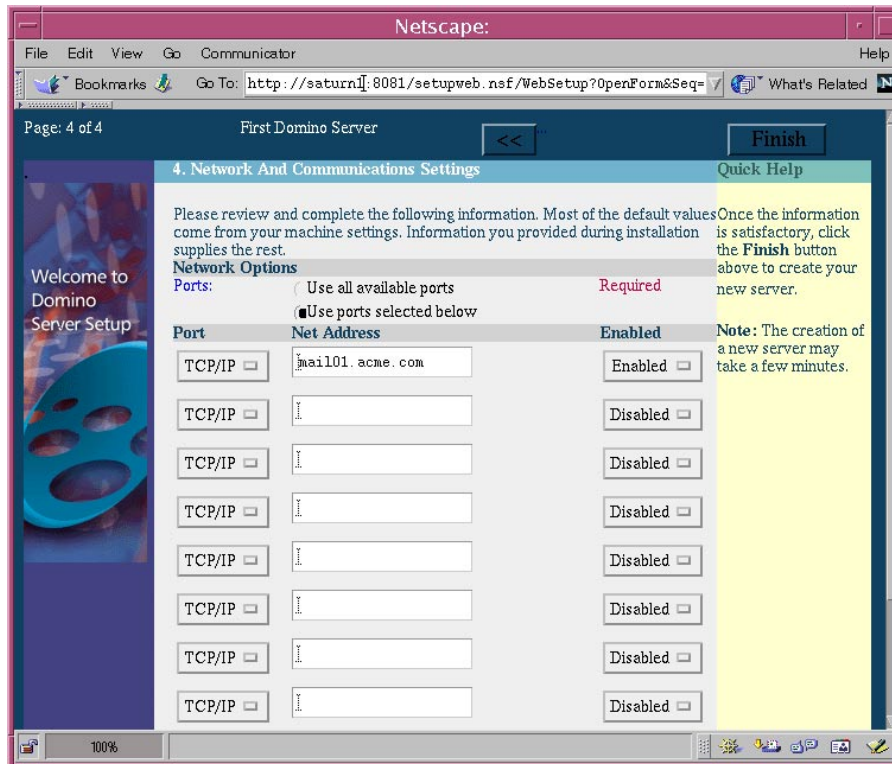 Netscape:
File Edit View Go Communicator Help
Bookmarks Go To: http://saturn1:8081/setupweb.nsf/WebSetup?OpenForm&Seq= What's Related N
Page: 4 of 4 First Domino Server << Finish
Welcome to
Domino
Server Setup
4. Network And Communications Settings
Please review and complete the following information. Most of the default values
come from your machine settings. Information you provided during installation
supplies the rest.
Network Options
Ports: Use all available ports Required
Use ports selected below
Port Net Address Enabled
TCP/IP mail01.acme.com Enabled
TCP/IP Disabled
TCP/IP Disabled
TCP/IP Disabled
TCP/IP Disabled
TCP/IP Disabled
TCP/IP Disabled
TCP/IP Disabled
Quick Help
Once the information
is satisfactory, click
the Finish button
above to create your
new server.
Note: The creation of
a new server may
take a few minutes.
100%